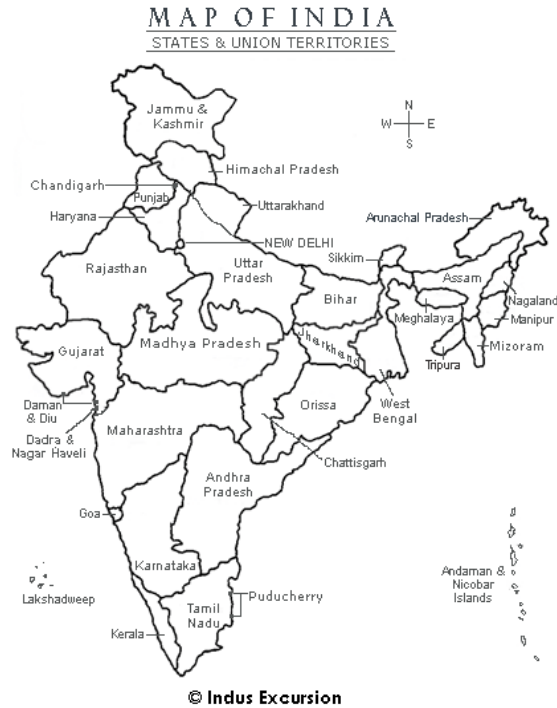 MAP OF INDIA
STATES & UNION TERRITORIES
Jammu &
Kashmir
N
W
E
S
Himachal Pradesh
Chandigarh
Punjab
Uttarakhand
Haryana
Arunachal Pradesh
NEW DELHI
Sikkim
Rajasthan
Uttar
Pradesh
Assam
Bihar
Nagaland
Meghalaya
Manipur
Gujarat
Madhya Pradesh
Jharkhand
Mizoram
Tripura
Daman
& Diu
Orissa
West
Bengal
Dadra &
Nagar Haveli
Maharashtra
Chattisgarh
Andhra
Pradesh
Goa
Karnataka
Andaman &
Nicobar
Islands
Lakshadweep
Puducherry
Tamil
Nadu
Kerala
© Indus Excursion